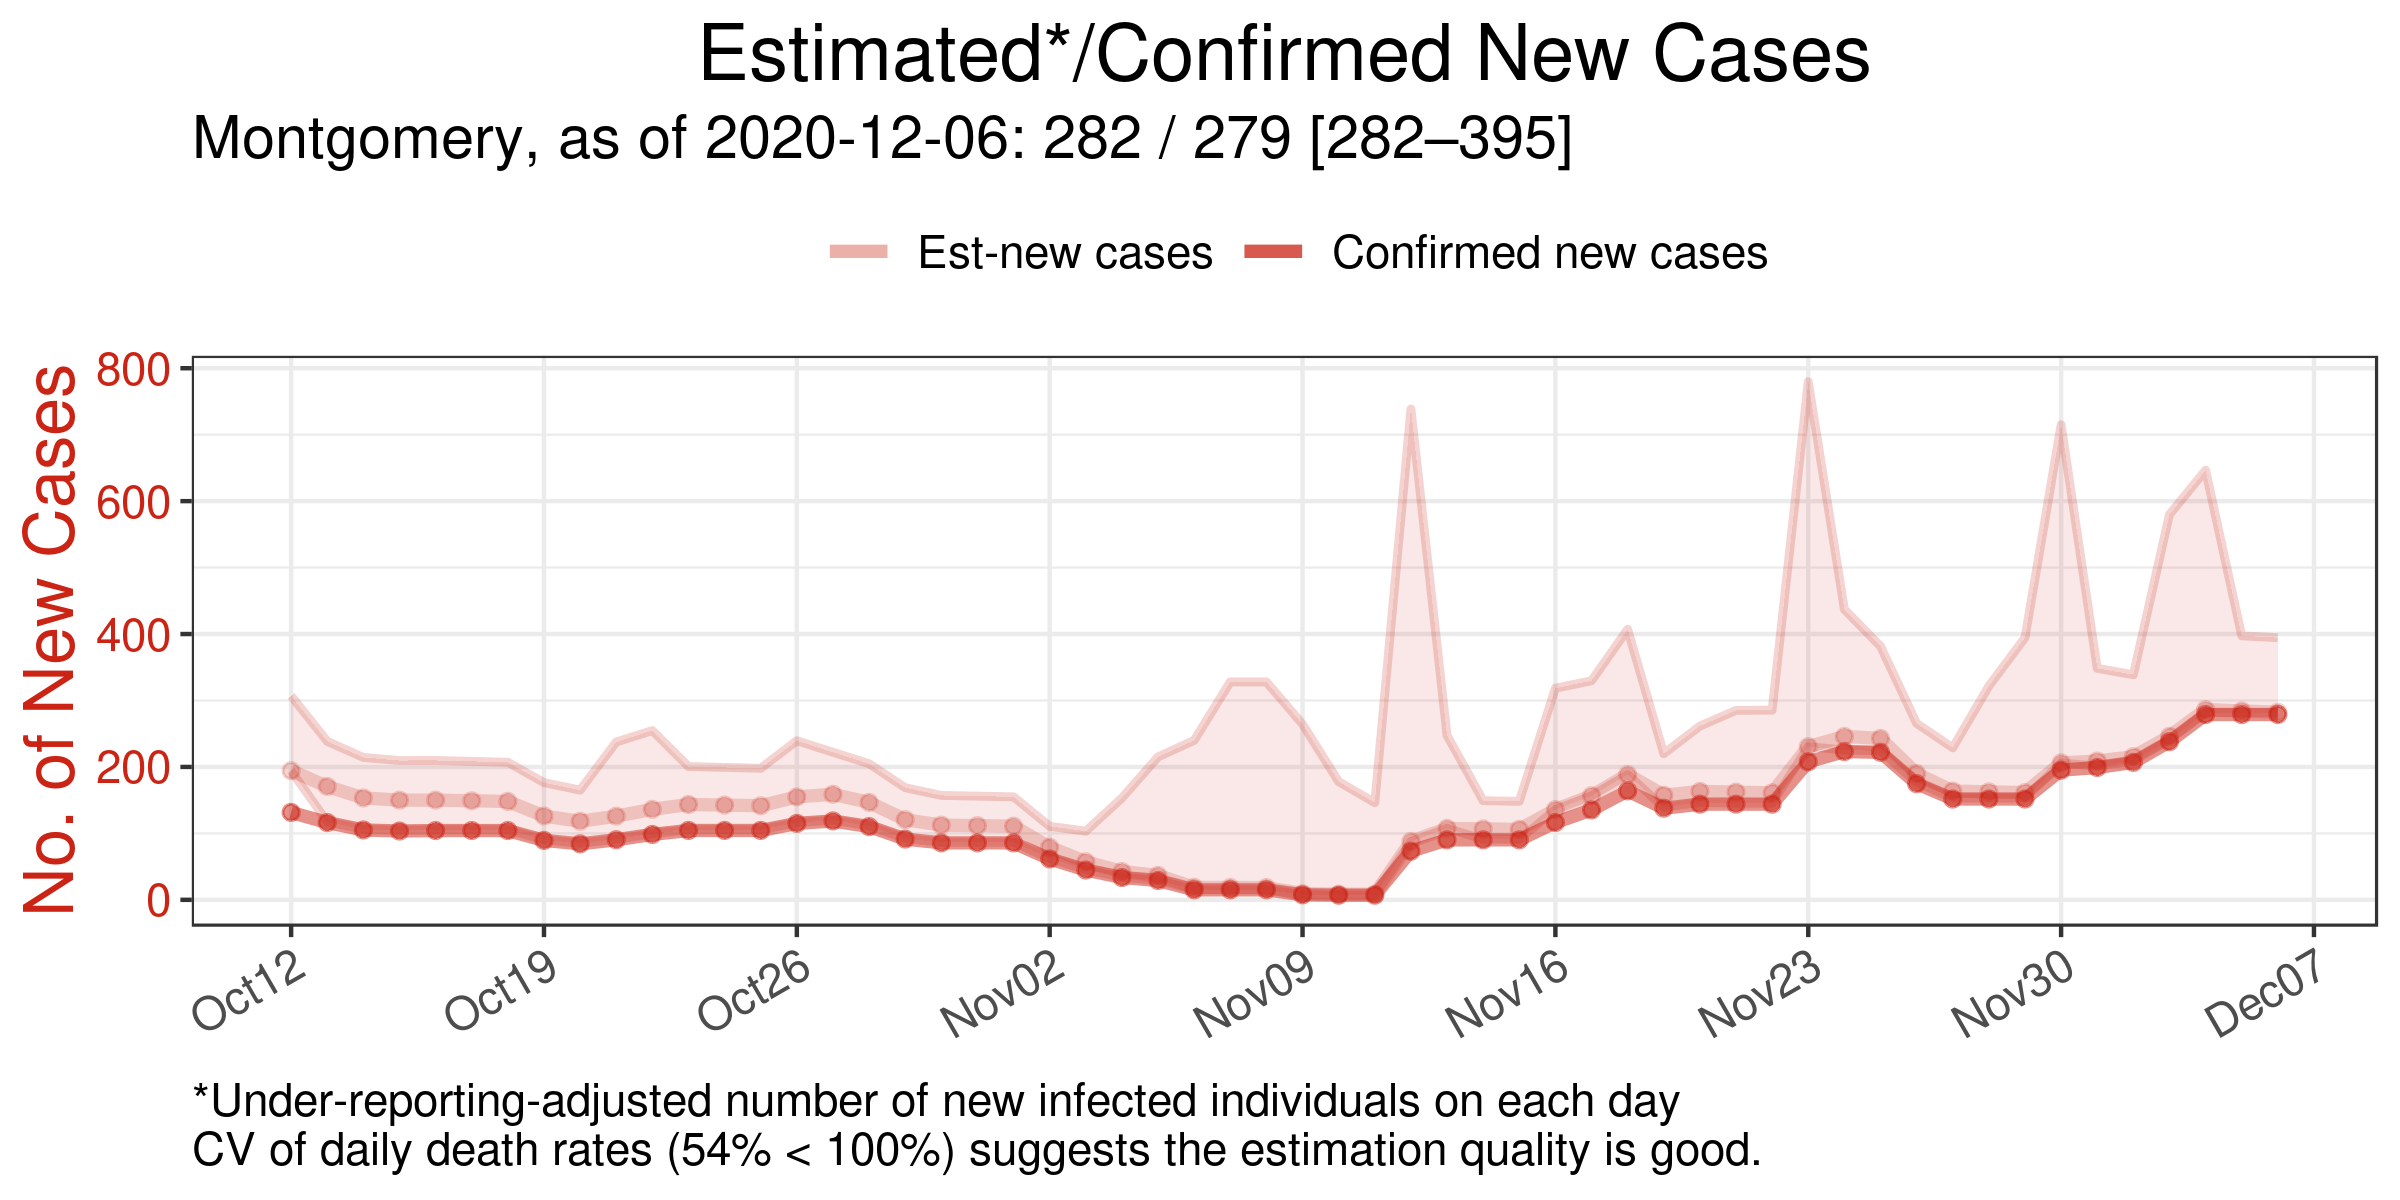 Estimated*/Confirmed New Cases
Montgomery, as of 2020-12-06: 282 / 279 [282–395]
Est-new cases
Confirmed new cases
No. of New Cases
800
600
400
200
0
Oct12
Oct19
Oct26
Nov02
Nov09
Nov16
Nov23
Nov30
Dec07
*Under-reporting-adjusted number of new infected individuals on each day
CV of daily death rates (54% < 100%) suggests the estimation quality is good.